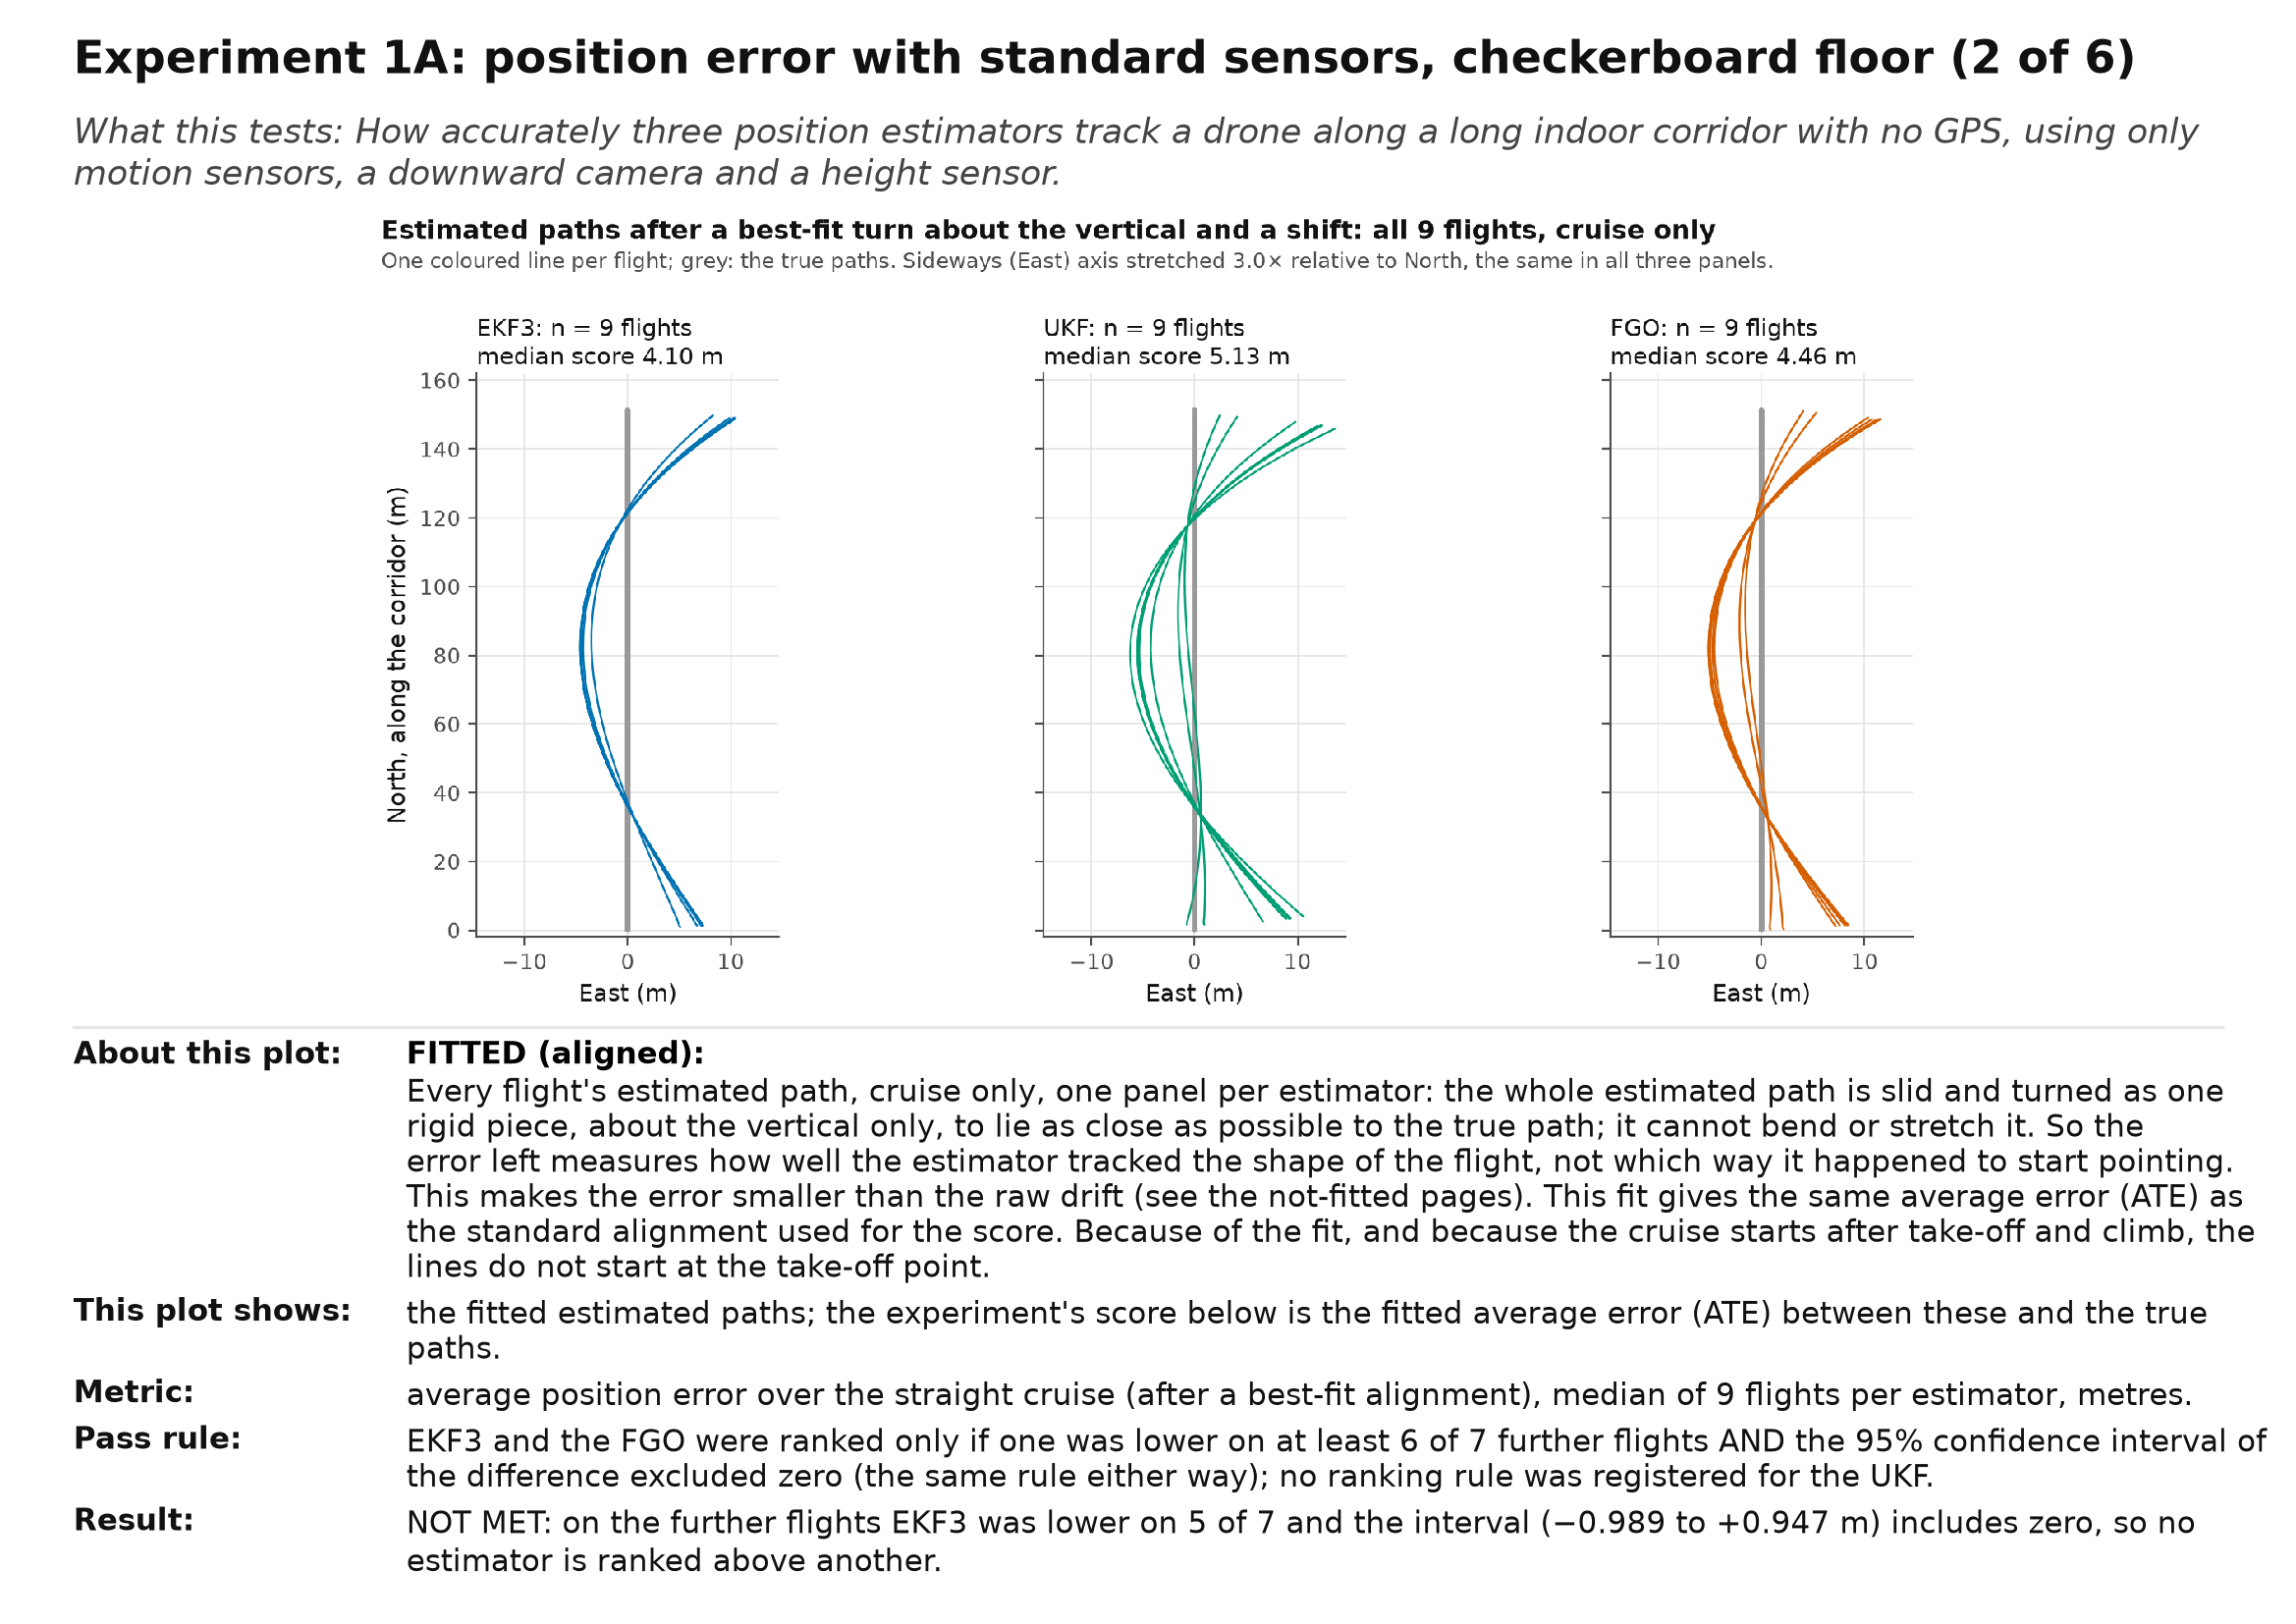 Experiment 1A: position error with standard sensors, checkerboard floor (2 of 6)
What this tests: How accurately three position estimators track a drone along a long indoor corridor with no GPS, using only
motion sensors, a downward camera and a height sensor.
Estimated paths after a best-fit turn about the vertical and a shift: all 9 flights, cruise only
One coloured line per flight; grey: the true paths. Sideways (East) axis stretched 3.0× relative to North, the same in all three panels.
EKF3: n = 9 flights
median score 4.10 m
UKF: n = 9 flights
median score 5.13 m
FGO: n = 9 flights
median score 4.46 m
North, along the corridor (m)
160
140
120
100
80
60
40
20
0
−10 0 10
East (m)
−10 0 10
East (m)
−10 0 10
East (m)
About this plot: FITTED (aligned):
Every flight's estimated path, cruise only, one panel per estimator: the whole estimated path is slid and turned as one
rigid piece, about the vertical only, to lie as close as possible to the true path; it cannot bend or stretch it. So the
error left measures how well the estimator tracked the shape of the flight, not which way it happened to start pointing.
This makes the error smaller than the raw drift (see the not-fitted pages). This fit gives the same average error (ATE) as
the standard alignment used for the score. Because of the fit, and because the cruise starts after take-off and climb, the
lines do not start at the take-off point.
This plot shows: the fitted estimated paths; the experiment's score below is the fitted average error (ATE) between these and the true
paths.
Metric: average position error over the straight cruise (after a best-fit alignment), median of 9 flights per estimator, metres.
Pass rule: EKF3 and the FGO were ranked only if one was lower on at least 6 of 7 further flights AND the 95% confidence interval of
the difference excluded zero (the same rule either way); no ranking rule was registered for the UKF.
Result: NOT MET: on the further flights EKF3 was lower on 5 of 7 and the interval (−0.989 to +0.947 m) includes zero, so no
estimator is ranked above another.